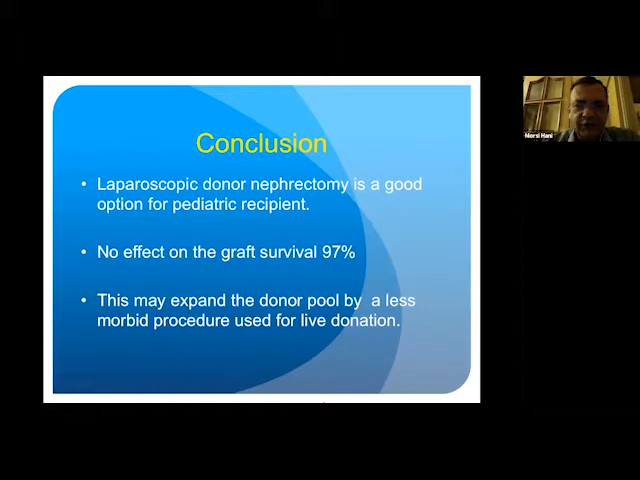 Conclusion
• Laparoscopic donor nephrectomy is a good
option for pediatric recipient.
• No effect on the graft survival 97%
• This may expand the donor pool by  a less
morbid procedure used for live donation.
Morsi Hani